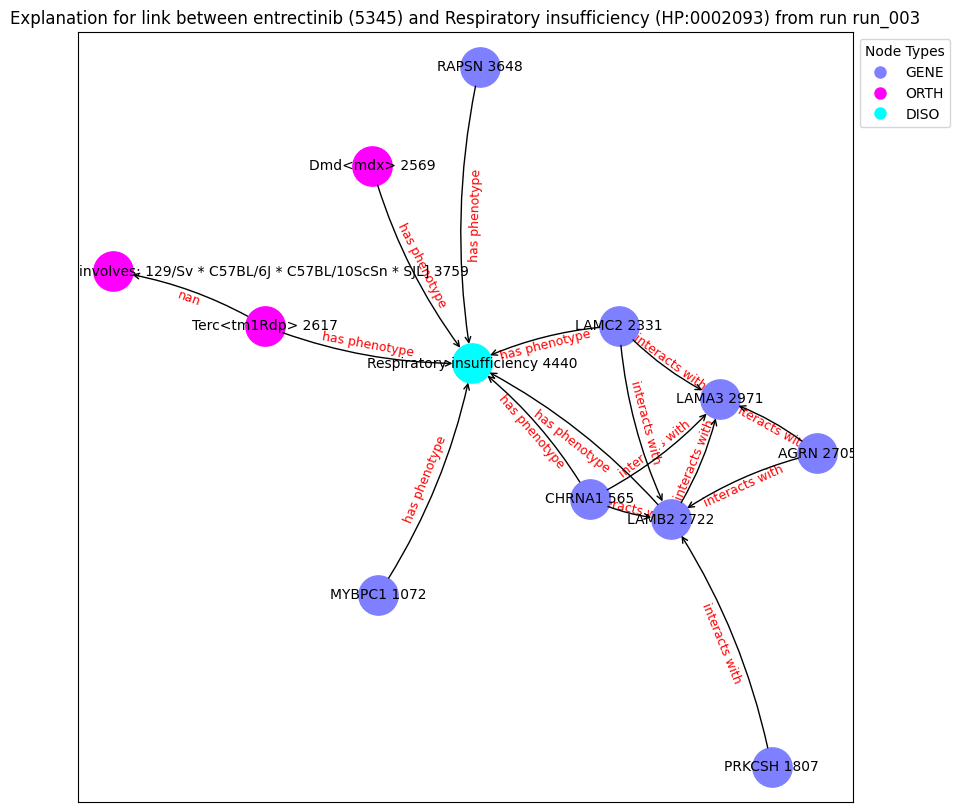 Explanation for link between entrectinib (5345) and Respiratory insufficiency (HP:0002093) from run run_003
Node Types
GENE
ORTH
DISO
RAPSN 3648
Dmd<mdx> 2569
has phenotype
has phenotype
involves: 129/Sv * C57BL/6J * C57BL/10ScSn * SJL] 3759
nan
Terc<tm1Rdp> 2617
has phenotype
LAMC2 2331
has phenotype
Respiratory insufficiency 4440
interacts with
LAMA3 2971
interacts with
has phenotype
has phenotype
interacts with
interacts with
interacts with
AGRN 2705
has phenotype
interacts with
CHRNA1 565
LAMB2 2722
MYBPC1 1072
interacts with
PRKCSH 1807